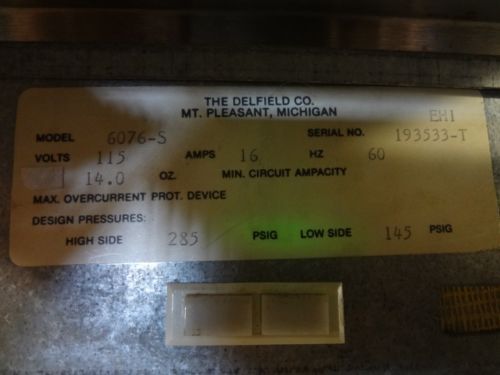 THE DELFIELD CO.
MT. PLEASANT, MICHIGAN EH1
MODEL 6076-S SERIAL NO. 193533-T
VOLTS 115 AMPS 16 HZ 60
14.0 OZ. MIN. CIRCUIT AMPACITY
MAX. OVERCURRENT PROT. DEVICE
DESIGN PRESSURES:
HIGH SIDE 285 PSIG LOW SIDE 145 PSIG